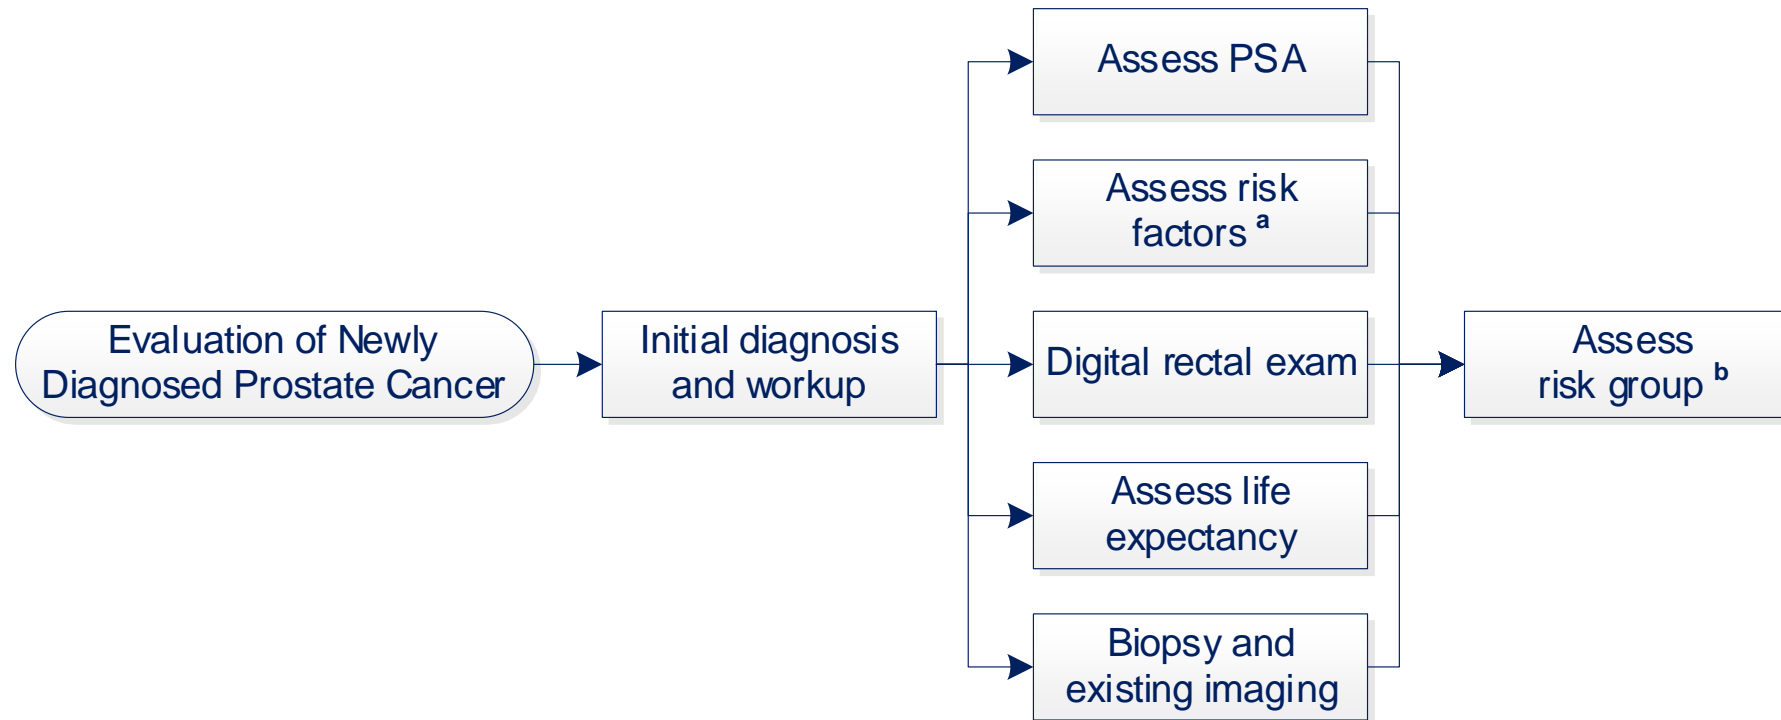 Evaluation of Newly
Diagnosed Prostate Cancer
Initial diagnosis
and workup
Assess PSA
Assess risk
factors a
Digital rectal exam
Assess life
expectancy
Biopsy and
existing imaging
Assess
risk group b